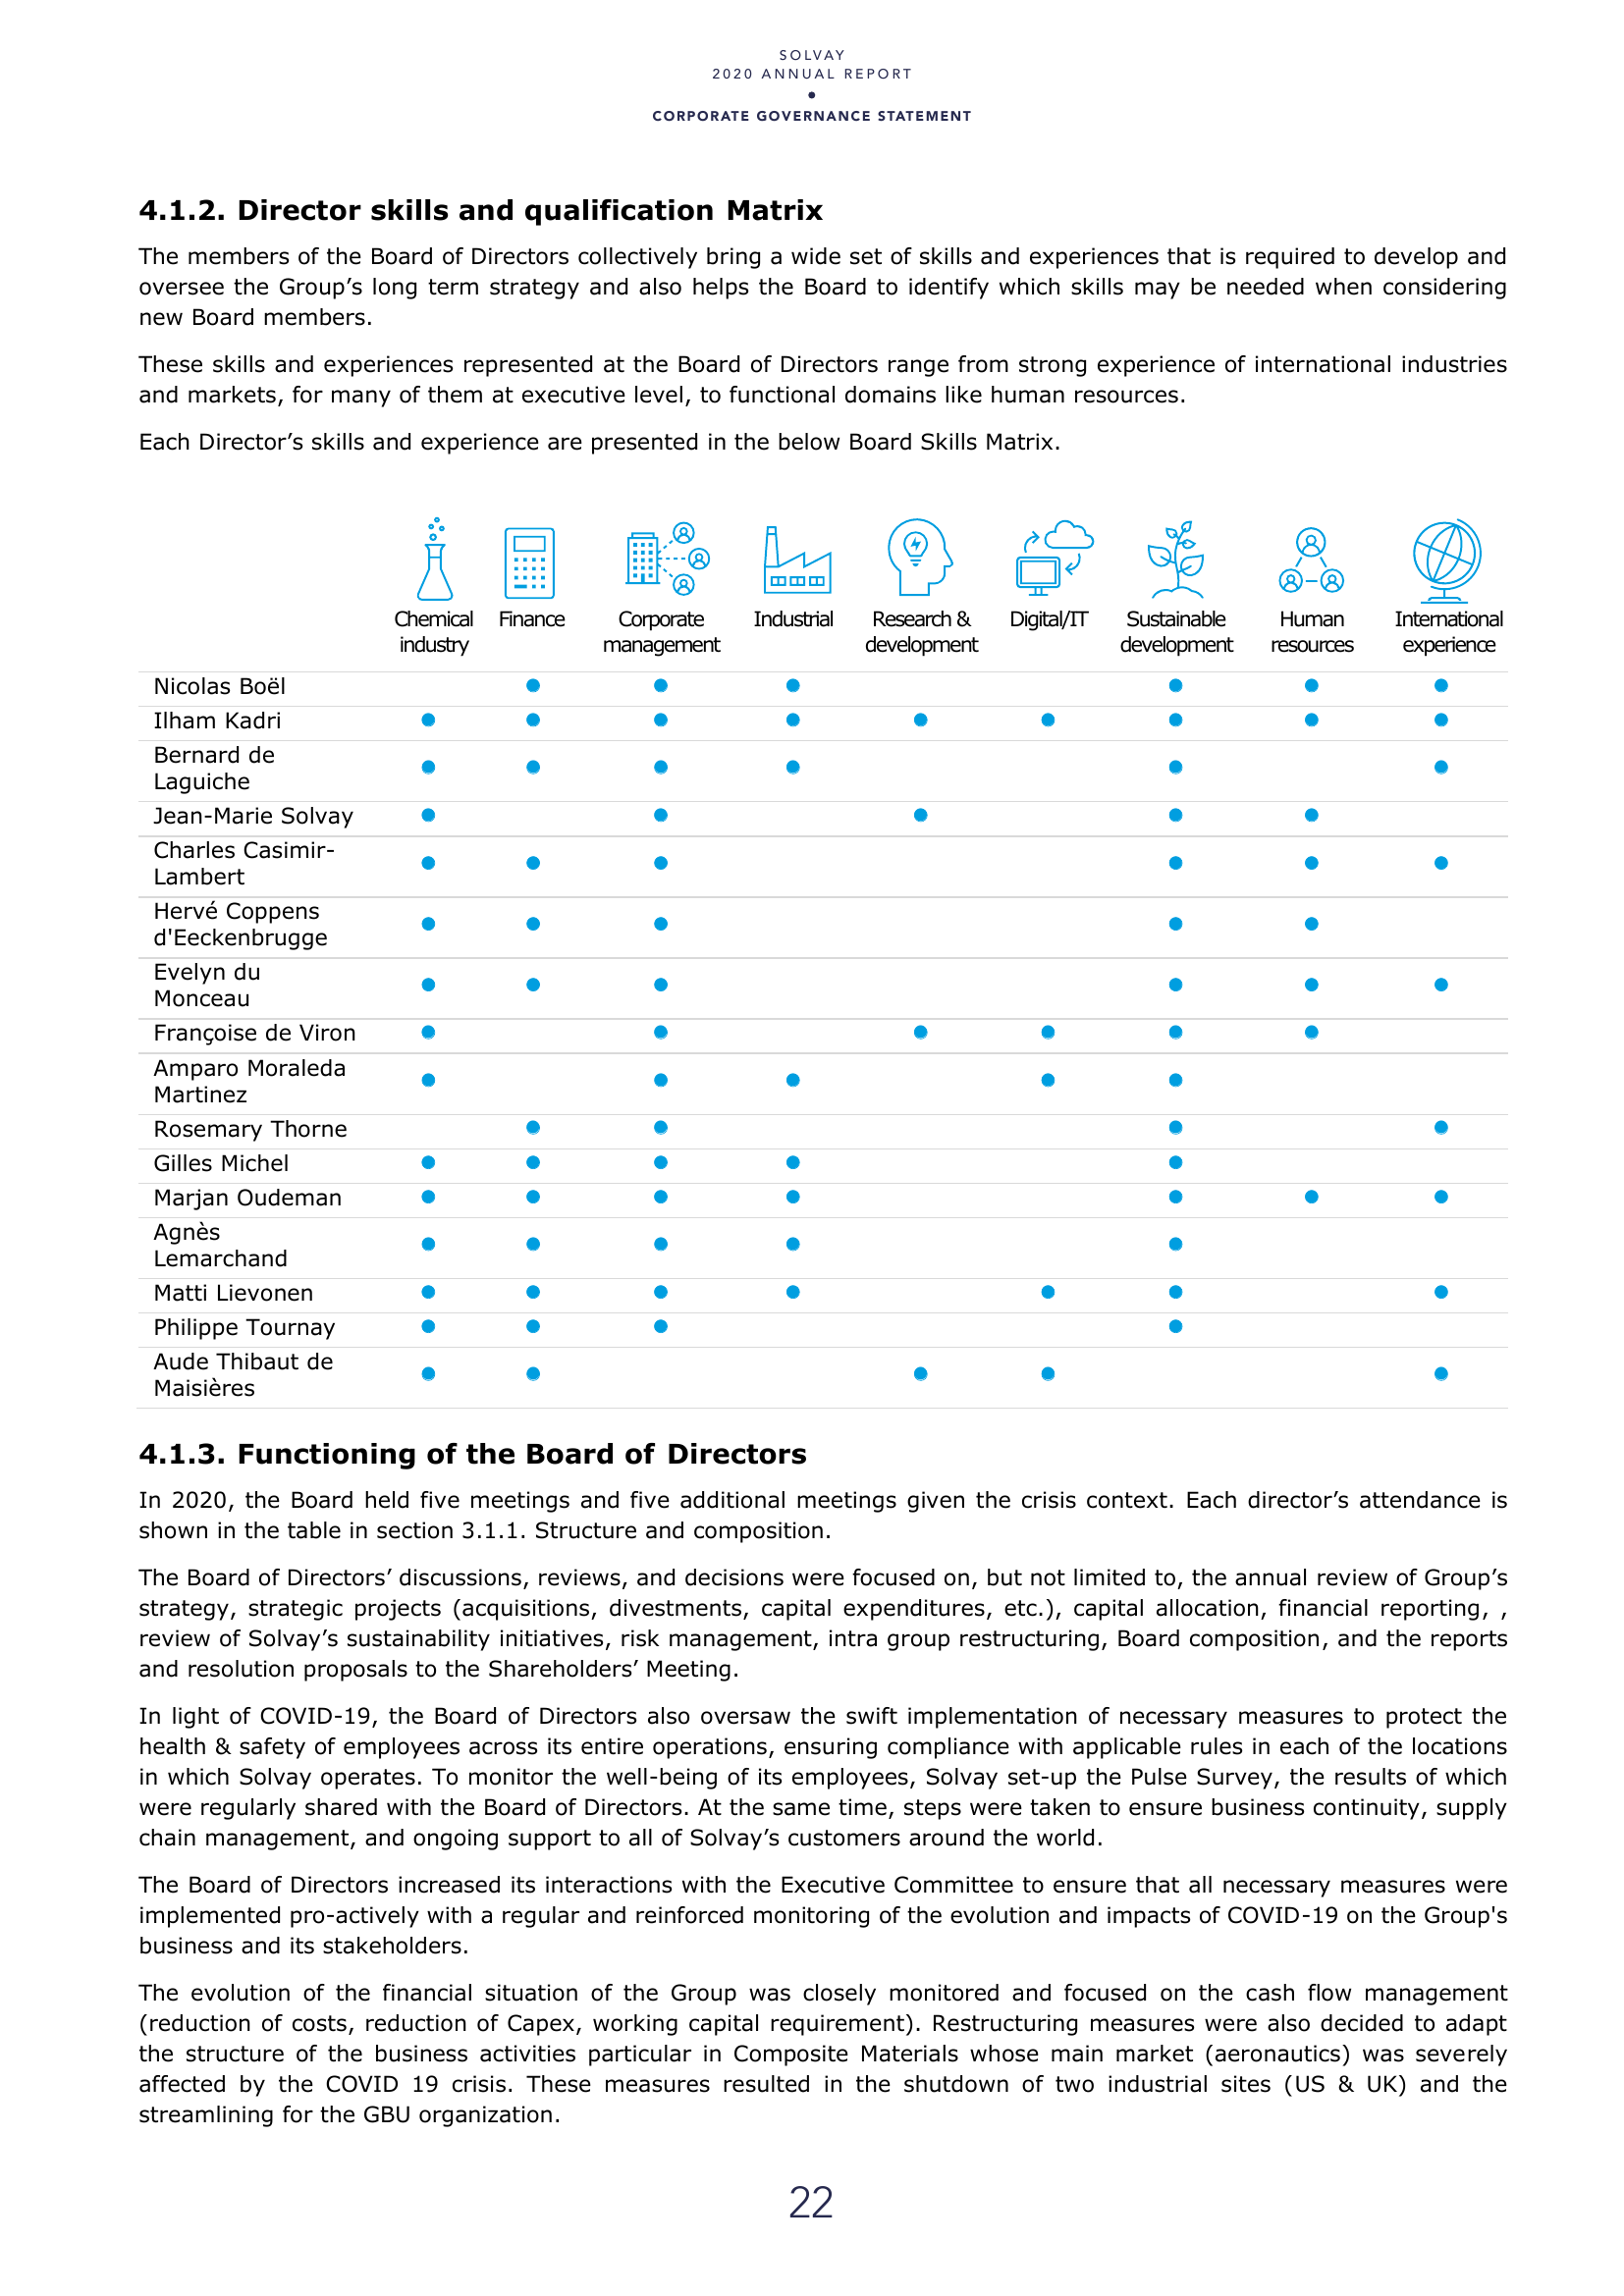 SOLVAY
2020 ANNUAL REPORT
•
CORPORATE GOVERNANCE STATEMENT
4.1.2. Director skills and qualification Matrix
The members of the Board of Directors collectively bring a wide set of skills and experiences that is required to develop and
oversee the Group’s long term strategy and also helps the Board to identify which skills may be needed when considering
new Board members.
These skills and experiences represented at the Board of Directors range from strong experience of international industries
and markets, for many of them at executive level, to functional domains like human resources.
Each Director’s skills and experience are presented in the below Board Skills Matrix.
Chemical industry Finance Corporate management Industrial Research & development Digital/IT Sustainable development Human resources International experience
Nicolas Boël
Ilham Kadri
Bernard de
Laguiche
Jean-Marie Solvay
Charles Casimir-
Lambert
Hervé Coppens
d'Eeckenbrugge
Evelyn du
Monceau
Françoise de Viron
Amparo Moraleda
Martinez
Rosemary Thorne
Gilles Michel
Marjan Oudeman
Agnès
Lemarchand
Matti Lievonen
Philippe Tournay
Aude Thibaut de
Maisières
4.1.3. Functioning of the Board of Directors
In 2020, the Board held five meetings and five additional meetings given the crisis context. Each director’s attendance is
shown in the table in section 3.1.1. Structure and composition.
The Board of Directors’ discussions, reviews, and decisions were focused on, but not limited to, the annual review of Group’s
strategy, strategic projects (acquisitions, divestments, capital expenditures, etc.), capital allocation, financial reporting, ,
review of Solvay’s sustainability initiatives, risk management, intra group restructuring, Board composition, and the reports
and resolution proposals to the Shareholders’ Meeting.
In light of COVID-19, the Board of Directors also oversaw the swift implementation of necessary measures to protect the
health & safety of employees across its entire operations, ensuring compliance with applicable rules in each of the locations
in which Solvay operates. To monitor the well-being of its employees, Solvay set-up the Pulse Survey, the results of which
were regularly shared with the Board of Directors. At the same time, steps were taken to ensure business continuity, supply
chain management, and ongoing support to all of Solvay’s customers around the world.
The Board of Directors increased its interactions with the Executive Committee to ensure that all necessary measures were
implemented pro-actively with a regular and reinforced monitoring of the evolution and impacts of COVID-19 on the Group's
business and its stakeholders.
The evolution of the financial situation of the Group was closely monitored and focused on the cash flow management
(reduction of costs, reduction of Capex, working capital requirement). Restructuring measures were also decided to adapt
the structure of the business activities particular in Composite Materials whose main market (aeronautics) was severely
affected by the COVID 19 crisis. These measures resulted in the shutdown of two industrial sites (US & UK) and the
streamlining for the GBU organization.
22